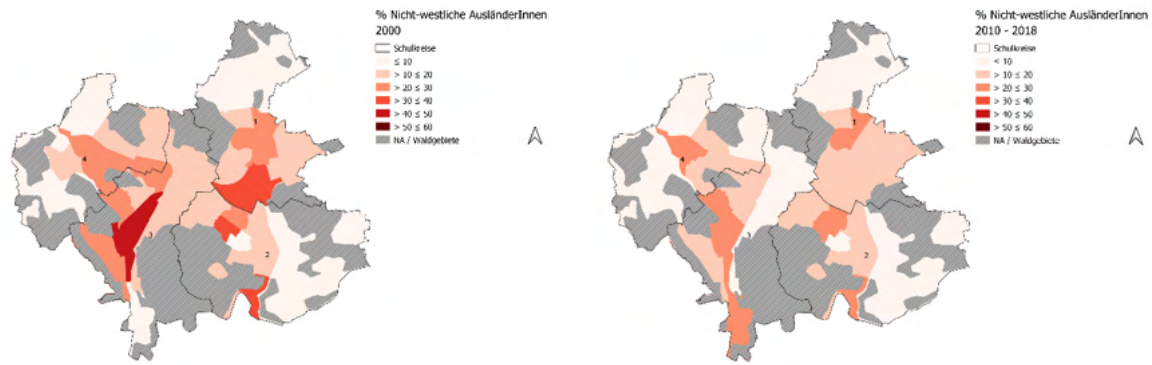 % Nicht-westliche AusländerInnen
2000
Schulkreise
≤ 10
> 10 ≤ 20
> 20 ≤ 30
> 30 ≤ 40
> 40 ≤ 50
> 50 ≤ 60
NA / Waldgebiete
1
4
3
2
% Nicht-westliche AusländerInnen
2010 - 2018
Schulkreise
< 10
> 10 ≤ 20
> 20 ≤ 30
> 30 ≤ 40
> 40 ≤ 50
> 50 ≤ 60
NA / Waldgebiete
1
4
3
2